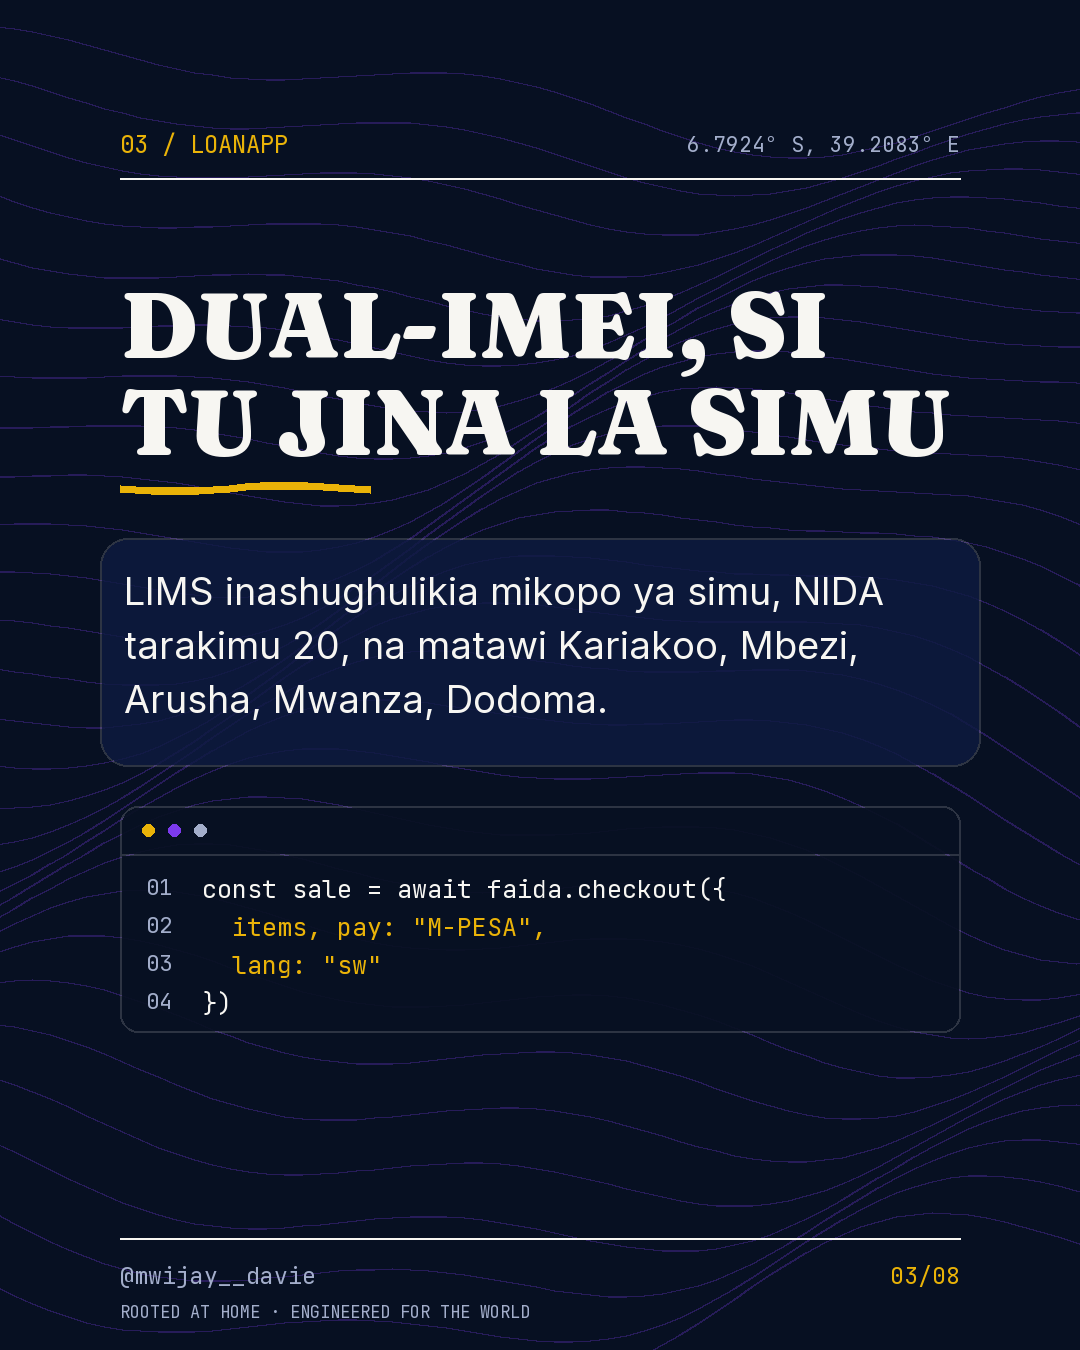 03 / LOANAPP
6.7924° S, 39.2083° E
DUAL-IMEI, SI
TU JINA LA SIMU
LIMS inashughulikia mikopo ya simu, NIDA
tarakimu 20, na matawi Kariakoo, Mbezi,
Arusha, Mwanza, Dodoma.
01 const sale = await faida.checkout({
02   items, pay: "M-PESA",
03   lang: "sw"
04 })
@mwijay__davie
03/08
ROOTED AT HOME · ENGINEERED FOR THE WORLD